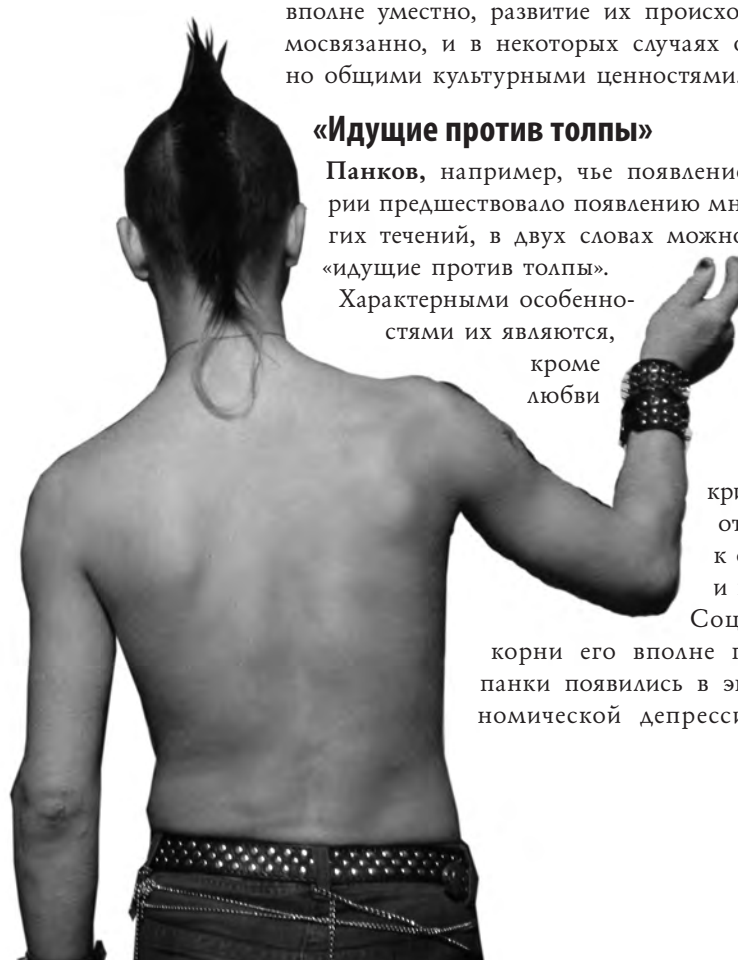 вполне уместно, развитие их происхо
мосвязанно, и в некоторых случаях о
но общими культурными ценностями.
«Идущие против толпы»
Панков, например, чье появление
рии предшествовало появлению мн
гих течений, в двух словах можно
«идущие против толпы».
Характерными особенно-
стями их являются,
кроме
любви
кри
от
к
и
Соц
корни его вполне
панки появились в э
номической депресси